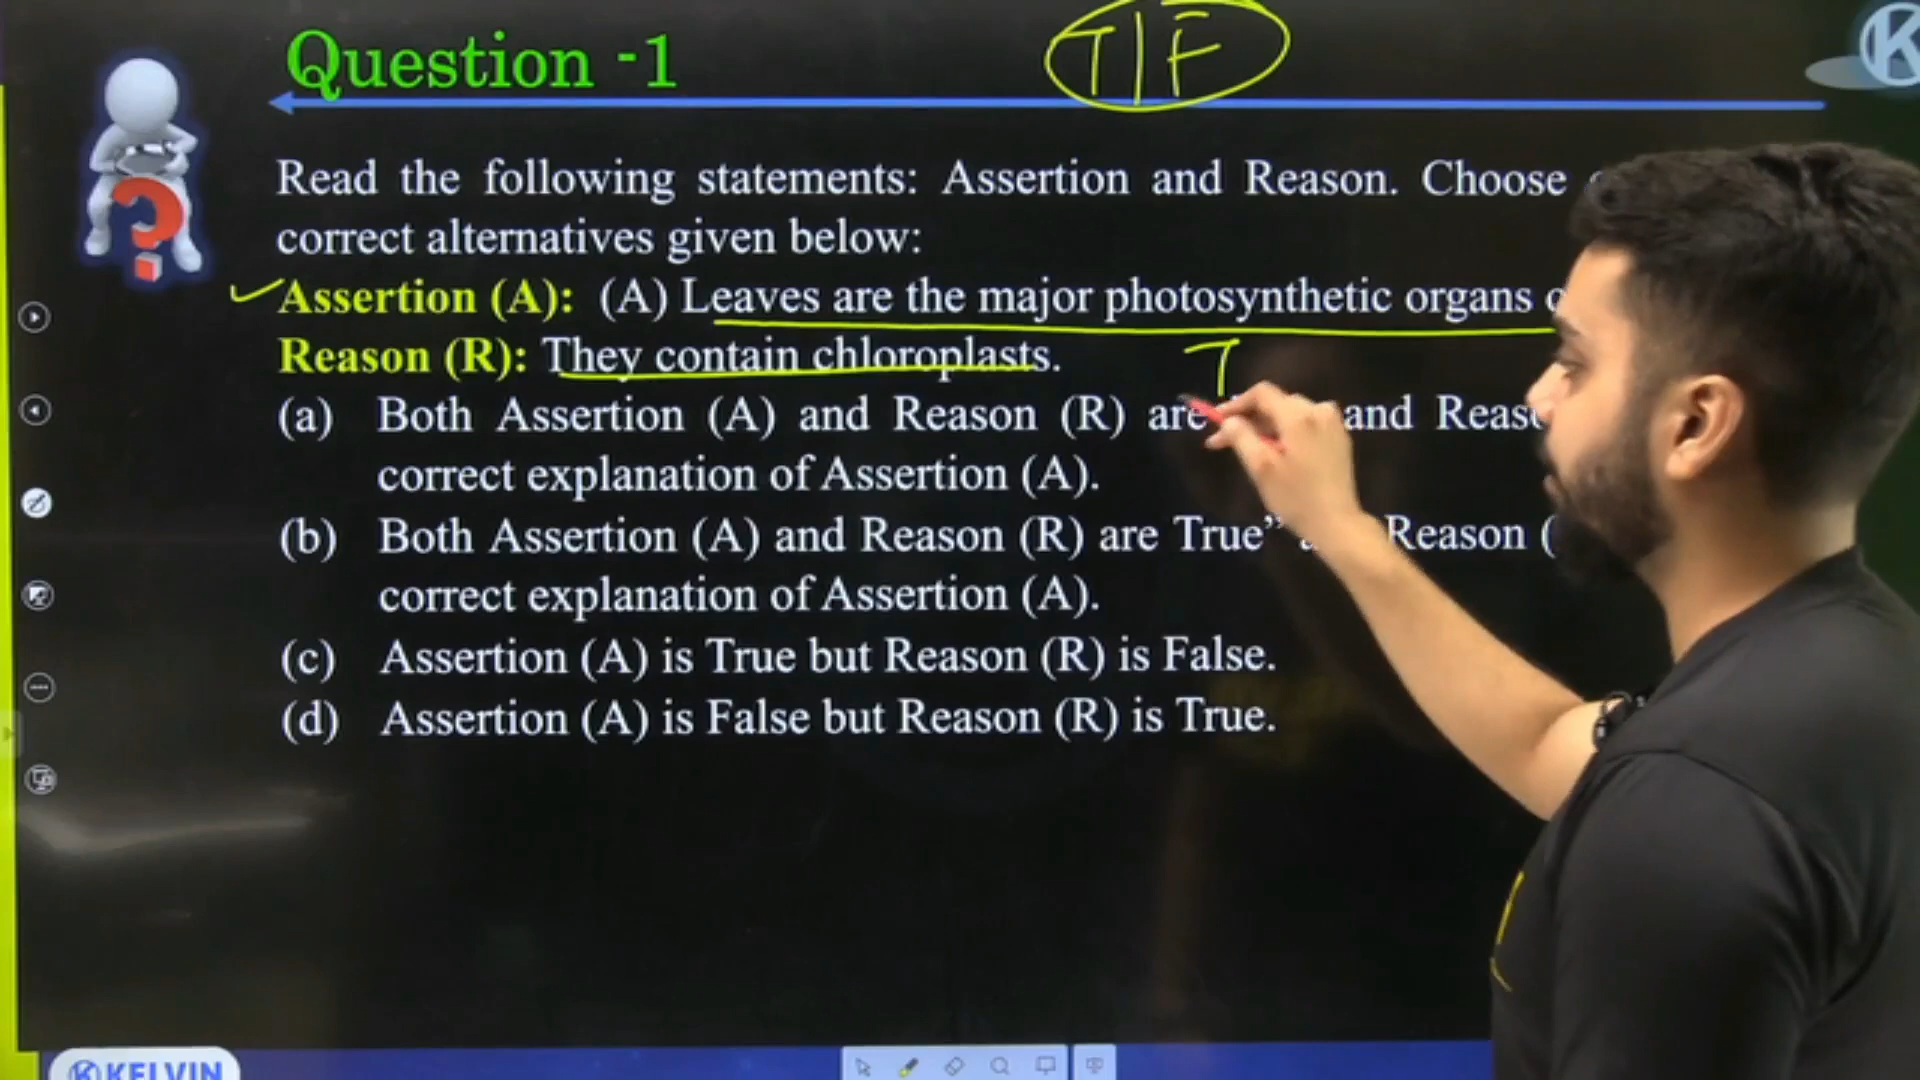 Question -1
T | F
Read the following statements: Assertion and Reason. Choose
correct alternatives given below:
Assertion (A): (A) Leaves are the major photosynthetic organs
Reason (R): They contain chloroplasts.
T
(a) Both Assertion (A) and Reason (R) are and
correct explanation of Assertion (A).
(b) Both Assertion (A) and Reason (R) are True” Reason (
correct explanation of Assertion (A).
(c) Assertion (A) is True but Reason (R) is False.
(d) Assertion (A) is False but Reason (R) is True.
K
KELVIN